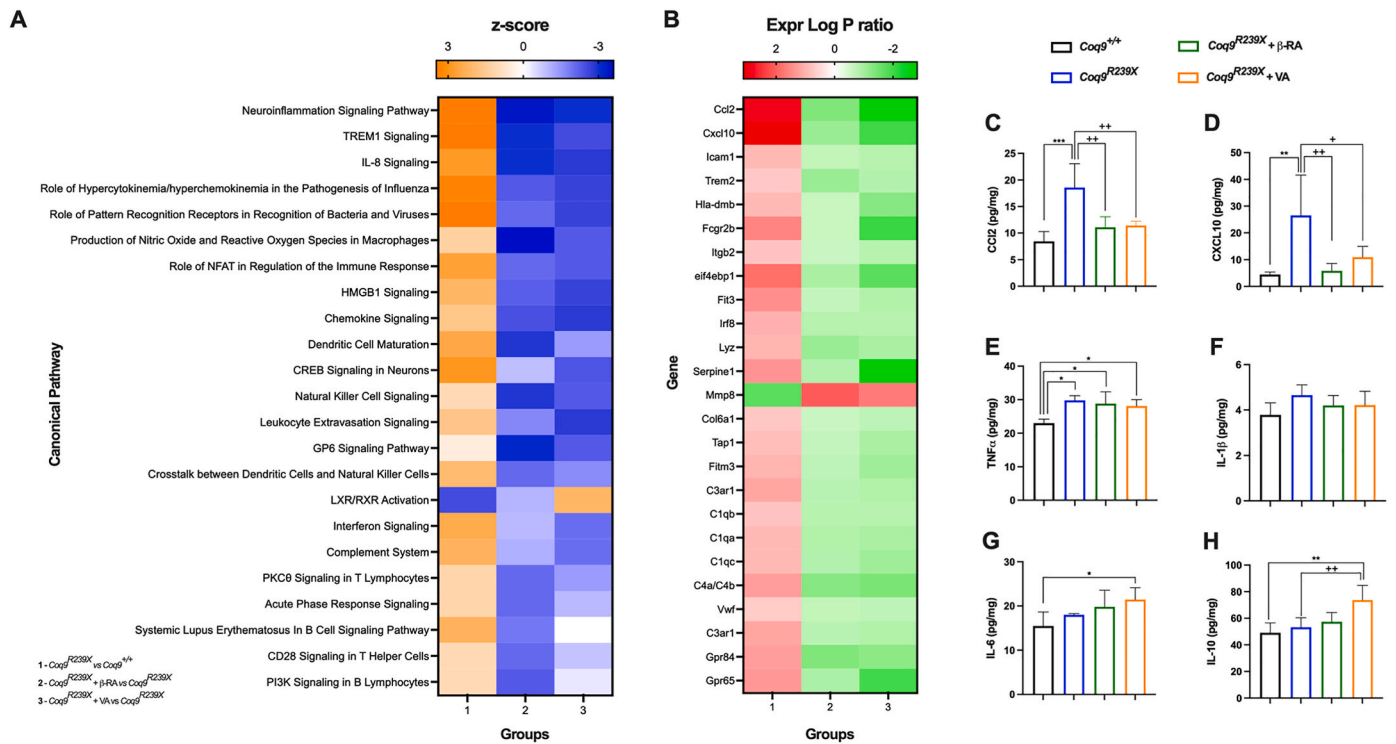 A
z-score
3 0 -3
Canonical Pathway
Neuroinflammation Signaling Pathway
TREM1 Signaling
IL-8 Signaling
Role of Hypercytokinemia/hyperchemokinemia in the Pathogenesis of Influenza
Role of Pattern Recognition Receptors in Recognition of Bacteria and Viruses
Production of Nitric Oxide and Reactive Oxygen Species in Macrophages
Role of NFAT in Regulation of the Immune Response
HMGB1 Signaling
Chemokine Signaling
Dendritic Cell Maturation
CREB Signaling in Neurons
Natural Killer Cell Signaling
Leukocyte Extravasation Signaling
GP6 Signaling Pathway
Crosstalk between Dendritic Cells and Natural Killer Cells
LXR/RXR Activation
Interferon Signaling
Complement System
PKCθ Signaling in T Lymphocytes
Acute Phase Response Signaling
Systemic Lupus Erythematosus In B Cell Signaling Pathway
CD28 Signaling in T Helper Cells
PI3K Signaling in B Lymphocytes
1 2 3
Groups
1 - Coq9R239X vs Coq9+/+
2 - Coq9R239X + β-RA vs Coq9R239X
3 - Coq9R239X + VA vs Coq9R239X
B
Expr Log P ratio
2 0 -2
Gene
Ccl2
Cxcl10
Icam1
Trem2
Hla-dmb
Fcgr2b
Itgb2
eif4ebp1
Fit3
Irf8
Lyz
Serpine1
Mmp8
Col6a1
Tap1
Fitm3
C3ar1
C1qb
C1qa
C1qc
C4a/C4b
Vwf
C3ar1
Gpr84
Gpr65
1 2 3
Groups
Coq9+/+
Coq9R239X
Coq9R239X + β-RA
Coq9R239X + VA
C
CCl2 (pg/mg)
25
20
15
10
5
0
***
++
++
D
CXCL10 (pg/mg)
50
40
30
20
10
0
**
++
+
E
TNFα (pg/mg)
40
30
20
10
0
*
*
*
F
IL-1β (pg/mg)
6
4
2
0
G
IL-6 (pg/mg)
30
20
10
0
*
H
IL-10 (pg/mg)
100
80
60
40
20
0
**
++